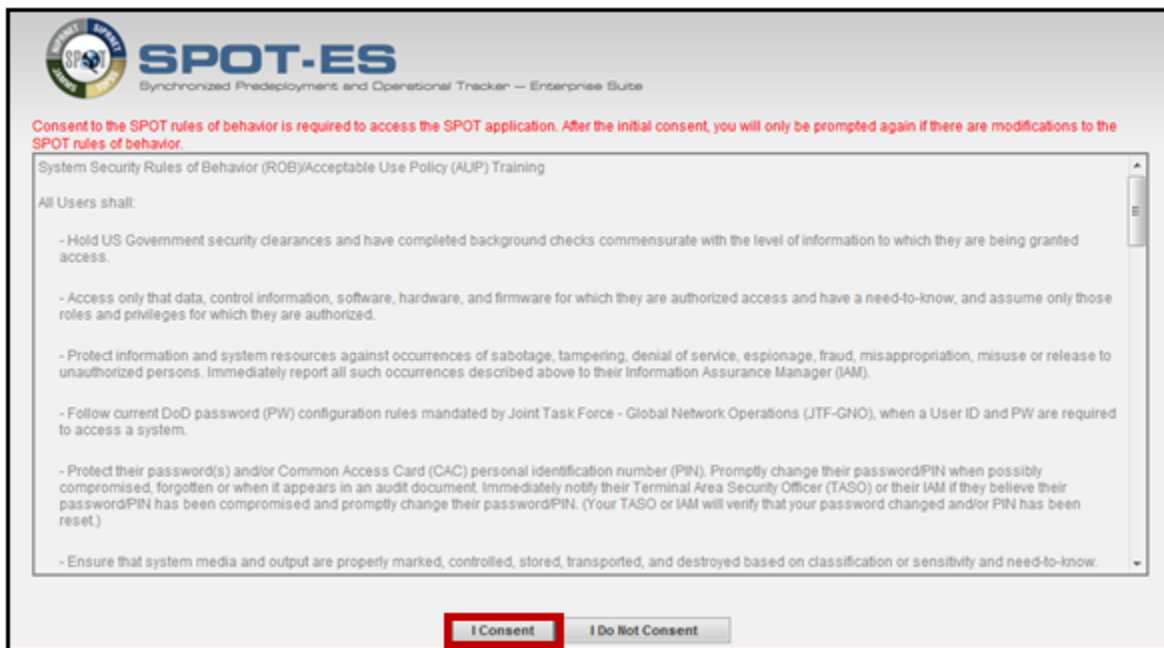 SPOT-ES
Synchronized Predeployment and Operational Tracker — Enterprise Suite
Consent to the SPOT rules of behavior is required to access the SPOT application. After the initial consent, you will only be prompted again if there are modifications to the
SPOT rules of behavior.
System Security Rules of Behavior (ROB)/Acceptable Use Policy (AUP) Training
All Users shall:
- Hold US Government security clearances and have completed background checks commensurate with the level of information to which they are being granted
access.
- Access only that data, control information, software, hardware, and firmware for which they are authorized access and have a need-to-know, and assume only those
roles and privileges for which they are authorized.
- Protect information and system resources against occurrences of sabotage, tampering, denial of service, espionage, fraud, misappropriation, misuse or release to
unauthorized persons. Immediately report all such occurrences described above to their Information Assurance Manager (IAM).
- Follow current DoD password (PW) configuration rules mandated by Joint Task Force - Global Network Operations (JTF-GNO), when a User ID and PW are required
to access a system.
- Protect their password(s) and/or Common Access Card (CAC) personal identification number (PIN). Promptly change their password/PIN when possibly
compromised, forgotten or when it appears in an audit document. Immediately notify their Terminal Area Security Officer (TASO) or their IAM if they believe their
password/PIN has been compromised and promptly change their password/PIN. (Your TASO or IAM will verify that your password changed and/or PIN has been
reset.)
- Ensure that system media and output are properly marked, controlled, stored, transported, and destroyed based on classification or sensitivity and need-to-know.
I Consent
I Do Not Consent